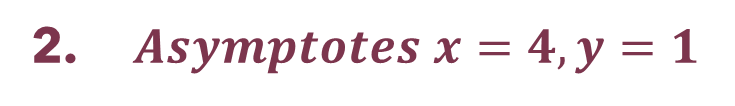 2. Asymptotes x = 4, y = 1